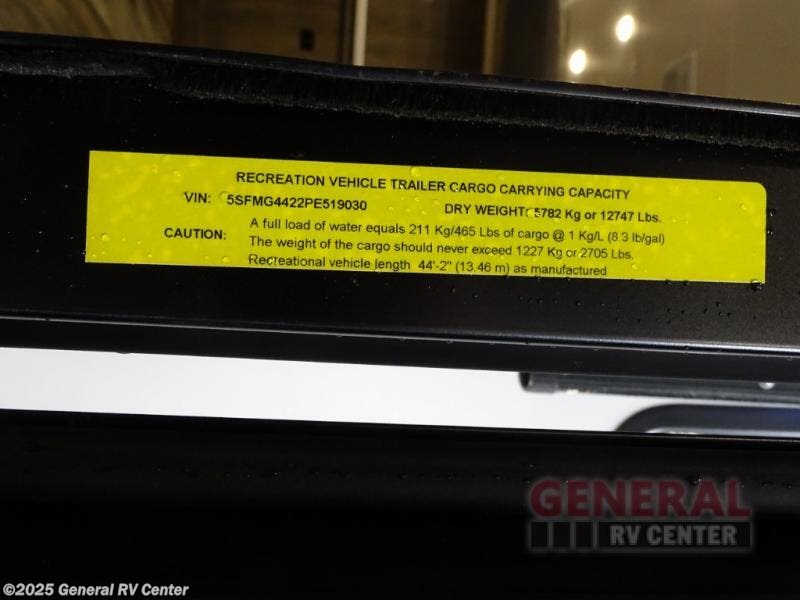 RECREATION VEHICLE TRAILER CARGO CARRYING CAPACITY
VIN: 5SFMG4422PE519030 DRY WEIGHT: 5782 Kg or 12747 Lbs.
CAUTION: A full load of water equals 211 Kg/465 Lbs of cargo @ 1 Kg/L (8.3 lb/gal)
The weight of the cargo should never exceed 1227 Kg or 2705 Lbs.
Recreational vehicle length 44'-2" (13.46 m) as manufactured
GENERAL
RV CENTER
©2025 General RV Center